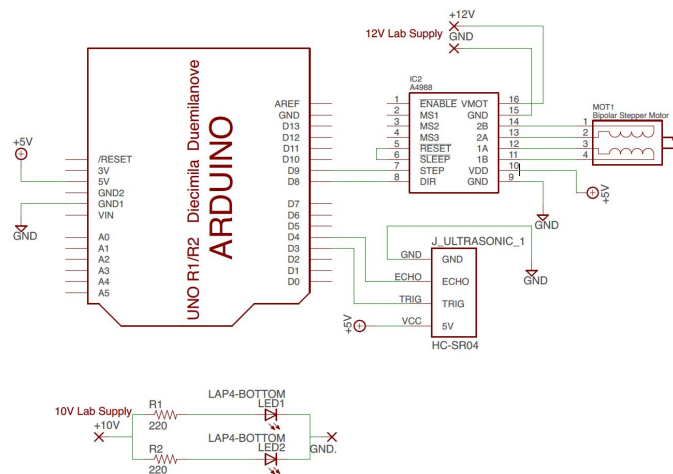 +12V
12V Lab Supply
GND
IC2
A4988
1
ENABLE
VMOT
16
2
MS1
GND
15
3
MS2
2B
14
4
MS3
2A
13
5
RESET
1A
12
6
SLEEP
1B
11
7
STEP
VDD
10
8
DIR
GND
9
MOT1
Bipolar Stepper Motor
1
2
3
4
+5V
GND
UNO R1/R2 Diecimila Duemilanove
ARDUINO
AREF
GND
D13
D12
D11
D10
D9
D8
D7
D6
D5
D4
D3
D2
D1
D0
/RESET
3V
5V
GND2
GND1
VIN
A0
A1
A2
A3
A4
A5
+5V
GND
J_ULTRASONIC_1
GND
GND
ECHO
ECHO
TRIG
TRIG
VCC
5V
HC-SR04
GND
+5V
10V Lab Supply
+10V
R1
220
LAP4-BOTTOM
LED1
R2
220
LAP4-BOTTOM
LED2
GND.